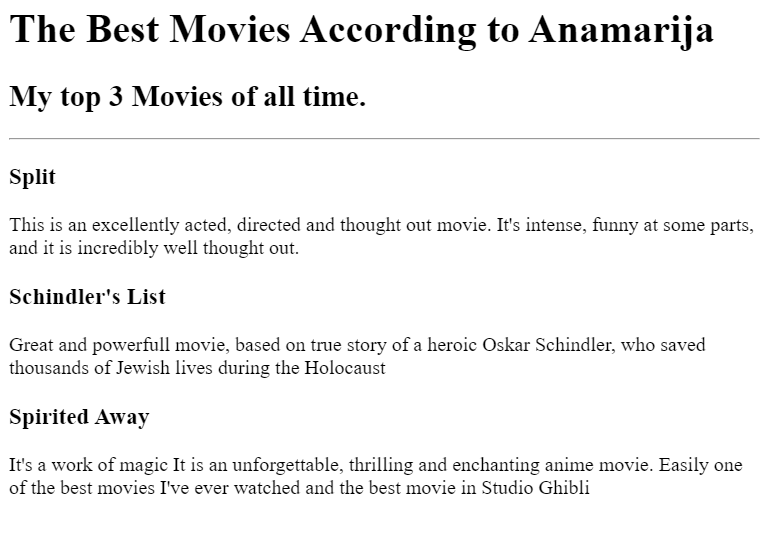 The Best Movies According to Anamarija
My top 3 Movies of all time.
Split
This is an excellently acted, directed and thought out movie. It's intense, funny at some parts,
and it is incredibly well thought out.
Schindler's List
Great and powerfull movie, based on true story of a heroic Oskar Schindler, who saved
thousands of Jewish lives during the Holocaust
Spirited Away
It's a work of magic It is an unforgettable, thrilling and enchanting anime movie. Easily one
of the best movies I've ever watched and the best movie in Studio Ghibli